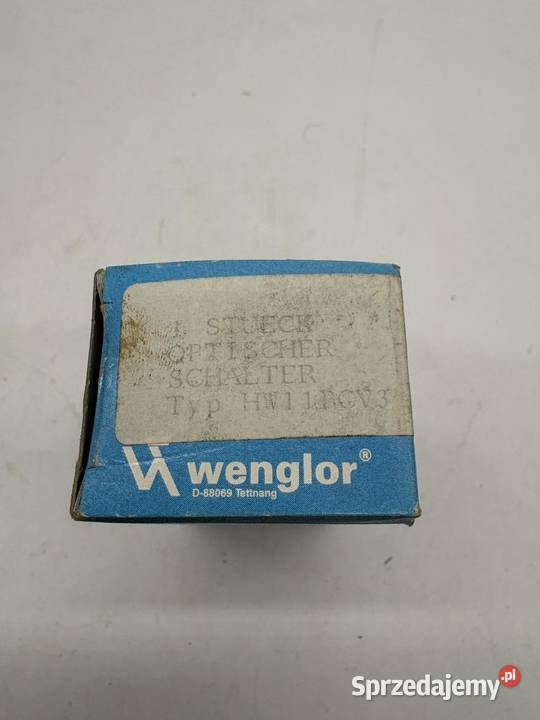 1 STUECK
OPTISCHER
SCHALTER
Typ HW11PCV3
wenglor®
D-88069 Tettnang
Sprzedajemy.pl